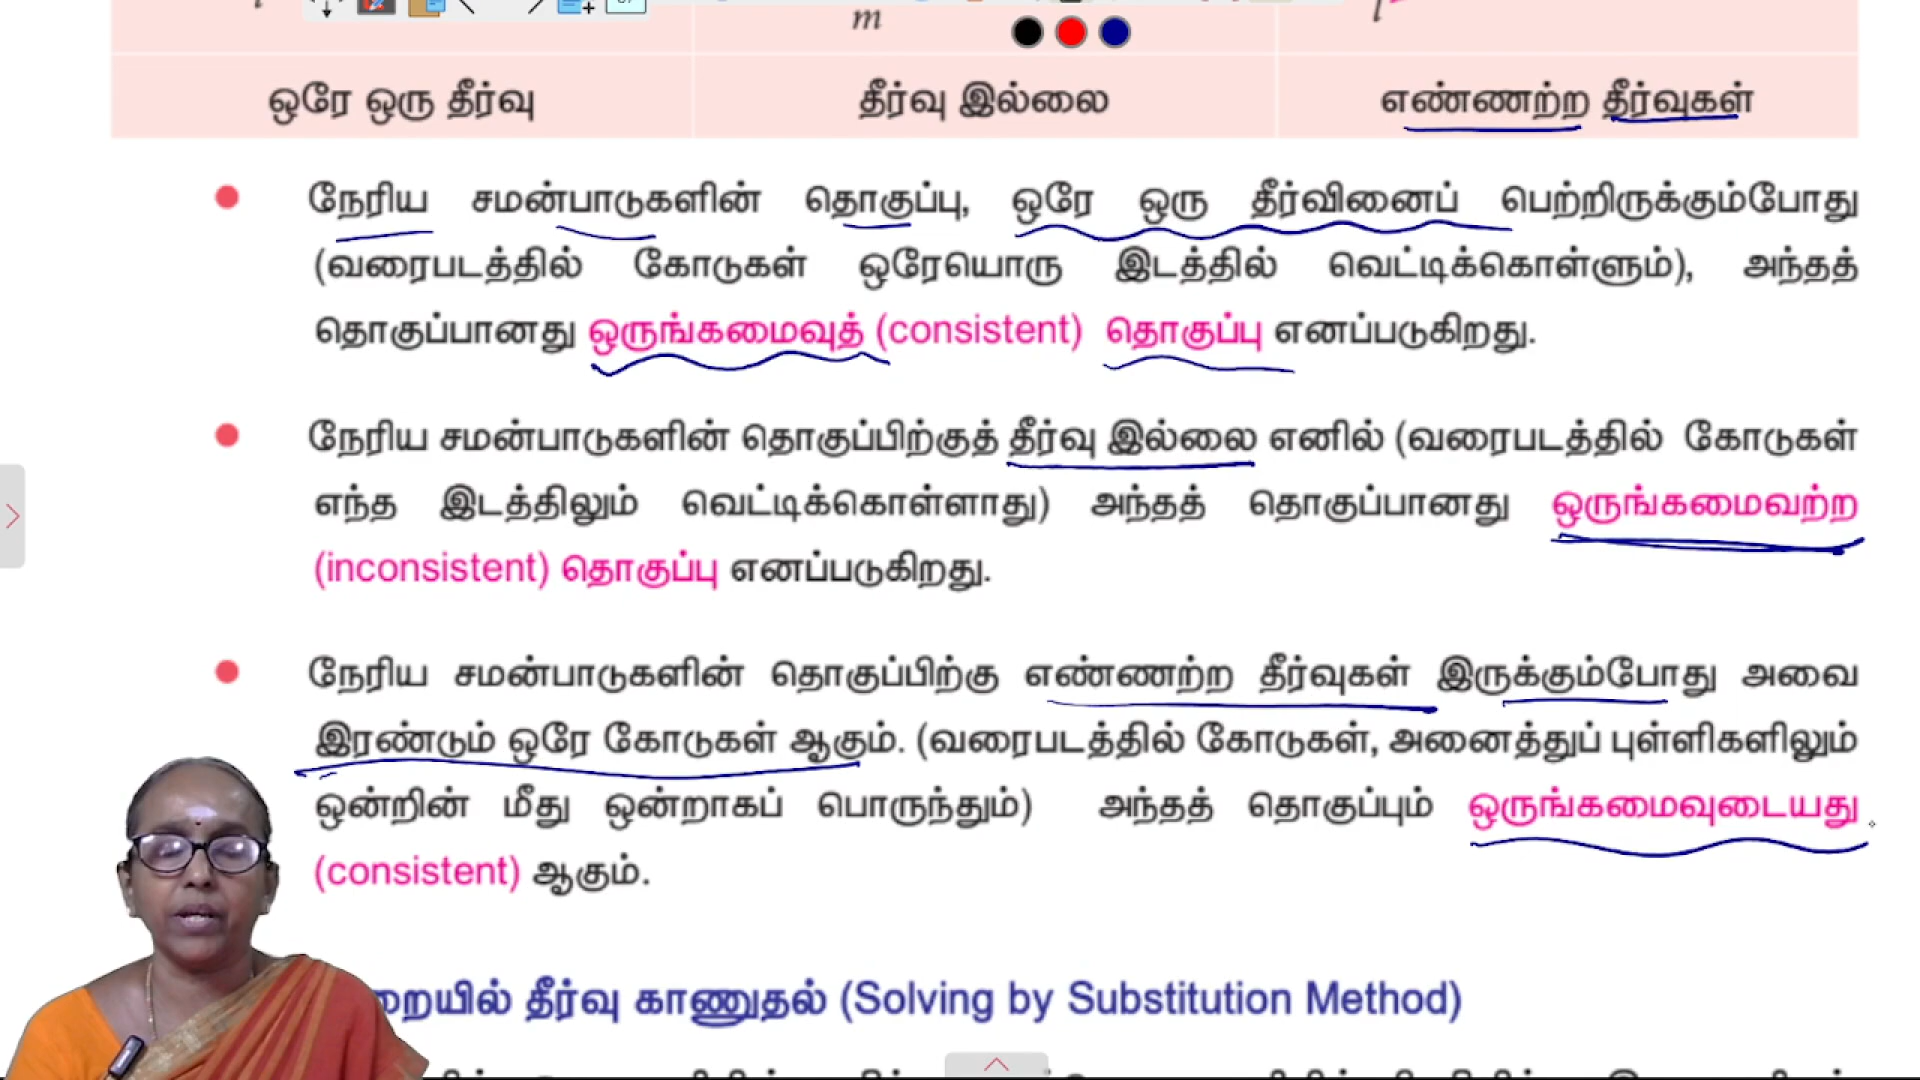 m
ஒரே ஒரு தீர்வு தீர்வு இல்லை எண்ணற்ற தீர்வுகள்
நேரிய சமன்பாடுகளின் தொகுப்பு, ஒரே ஒரு தீர்வினைப் பெற்றிருக்கும்போது
(வரைபடத்தில் கோடுகள் ஒரேயொரு இடத்தில் வெட்டிக்கொள்ளும்), அந்தத்
தொகுப்பானது ஒருங்கமைவுத் (consistent) தொகுப்பு எனப்படுகிறது.
நேரிய சமன்பாடுகளின் தொகுப்பிற்குத் தீர்வு இல்லை எனில் (வரைபடத்தில் கோடுகள்
எந்த இடத்திலும் வெட்டிக்கொள்ளாது) அந்தத் தொகுப்பானது ஒருங்கமைவற்ற
(inconsistent) தொகுப்பு எனப்படுகிறது.
நேரிய சமன்பாடுகளின் தொகுப்பிற்கு எண்ணற்ற தீர்வுகள் இருக்கும்போது அவை
இரண்டும் ஒரே கோடுகள் ஆகும். (வரைபடத்தில் கோடுகள், அனைத்துப் புள்ளிகளிலும்
ஒன்றின் மீது ஒன்றாகப் பொருந்தும்) அந்தத் தொகுப்பும் ஒருங்கமைவுடையது
(consistent) ஆகும்.
றையில் தீர்வு காணுதல் (Solving by Substitution Method)